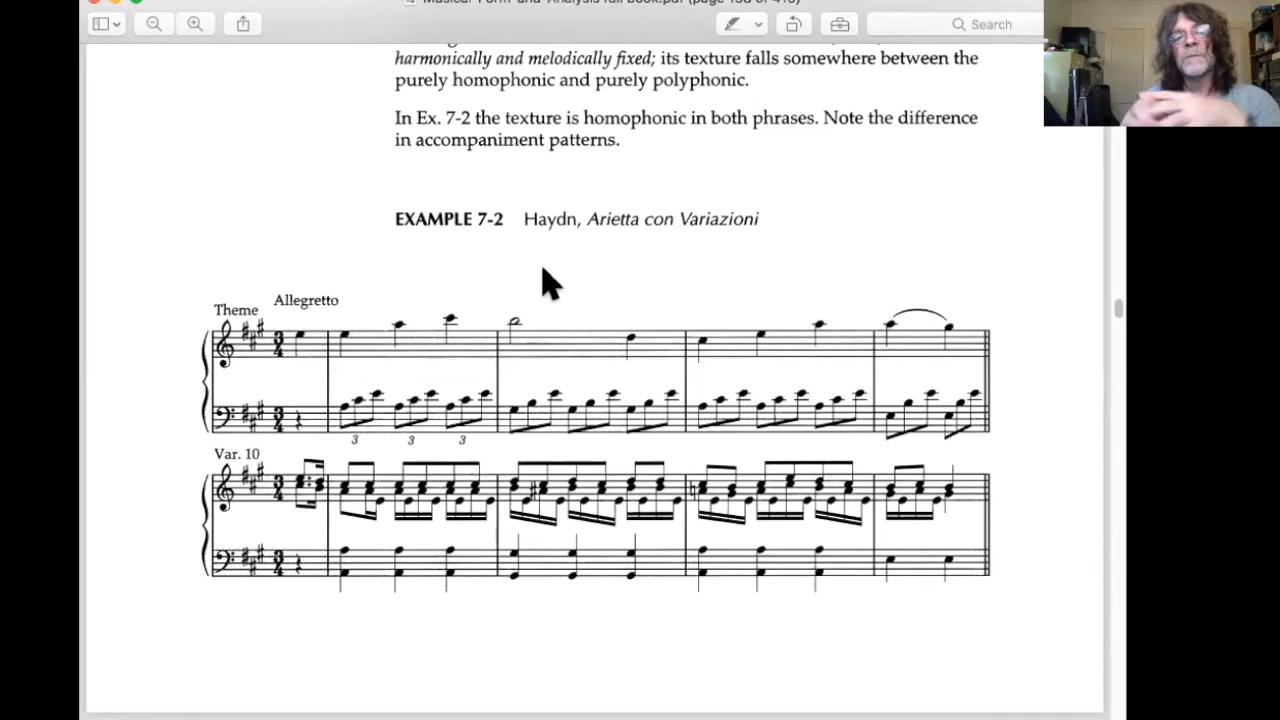 Search
harmonically and melodically fixed; its texture falls somewhere between the
purely homophonic and purely polyphonic.
In Ex. 7-2 the texture is homophonic in both phrases. Note the difference
in accompaniment patterns.
EXAMPLE 7-2 Haydn, Arietta con Variazioni
Theme Allegretto
3 3 3
Var. 10